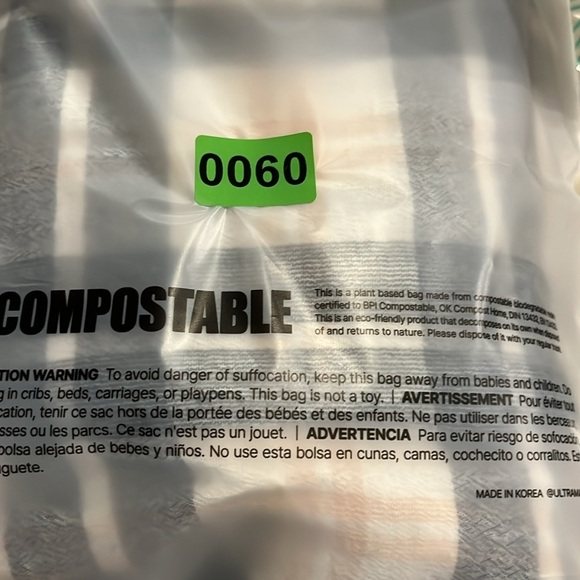 0060
COMPOSTABLE
This is a plant based bag made from compostable biodegradable
certified to BPI Compostable, OK Compost Home, DIN 13432,
This is an eco-friendly product that decomposes on its own when disposed
of and returns to nature. Please dispose of it with your regular
TION WARNING To avoid danger of suffocation, keep this bag away from babies and children. Do
g in cribs, beds, carriages, or playpens. This bag is not a toy. | AVERTISSEMENT Pour éviter tout
cation, tenir ce sac hors de la portée des bébés et des enfants. Ne pas utiliser dans les berceaux
sses ou les parcs. Ce sac n'est pas un jouet. | ADVERTENCIA Para evitar riesgo de sofocació
bolsa alejada de bebes y niños. No use esta bolsa en cunas, camas, cochecito o corralitos. Es
guete.
MADE IN KOREA @ULTRAMA